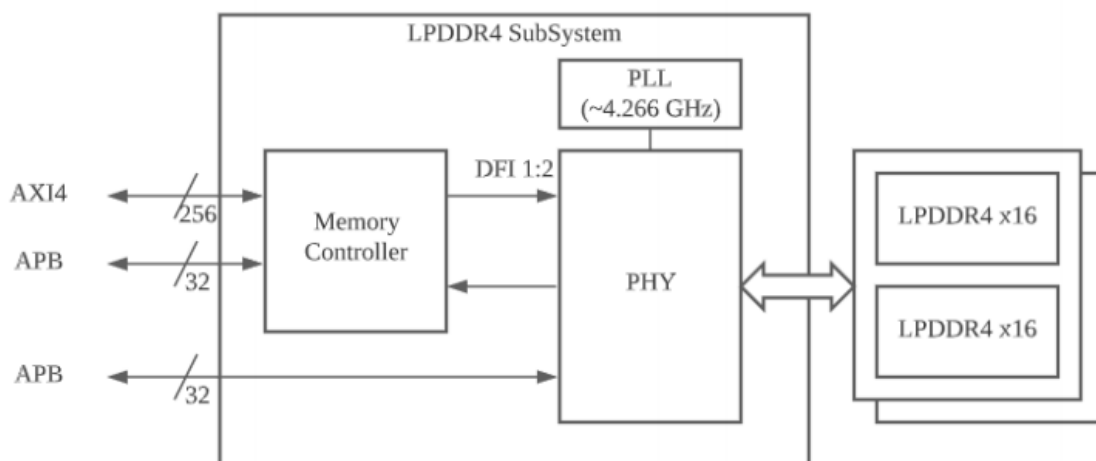 LPDDR4 SubSystem
PLL
(~4.266 GHz)
DFI 1:2
AXI4
256
Memory
Controller
LPDDR4 x16
APB
32
PHY
LPDDR4 x16
APB
32